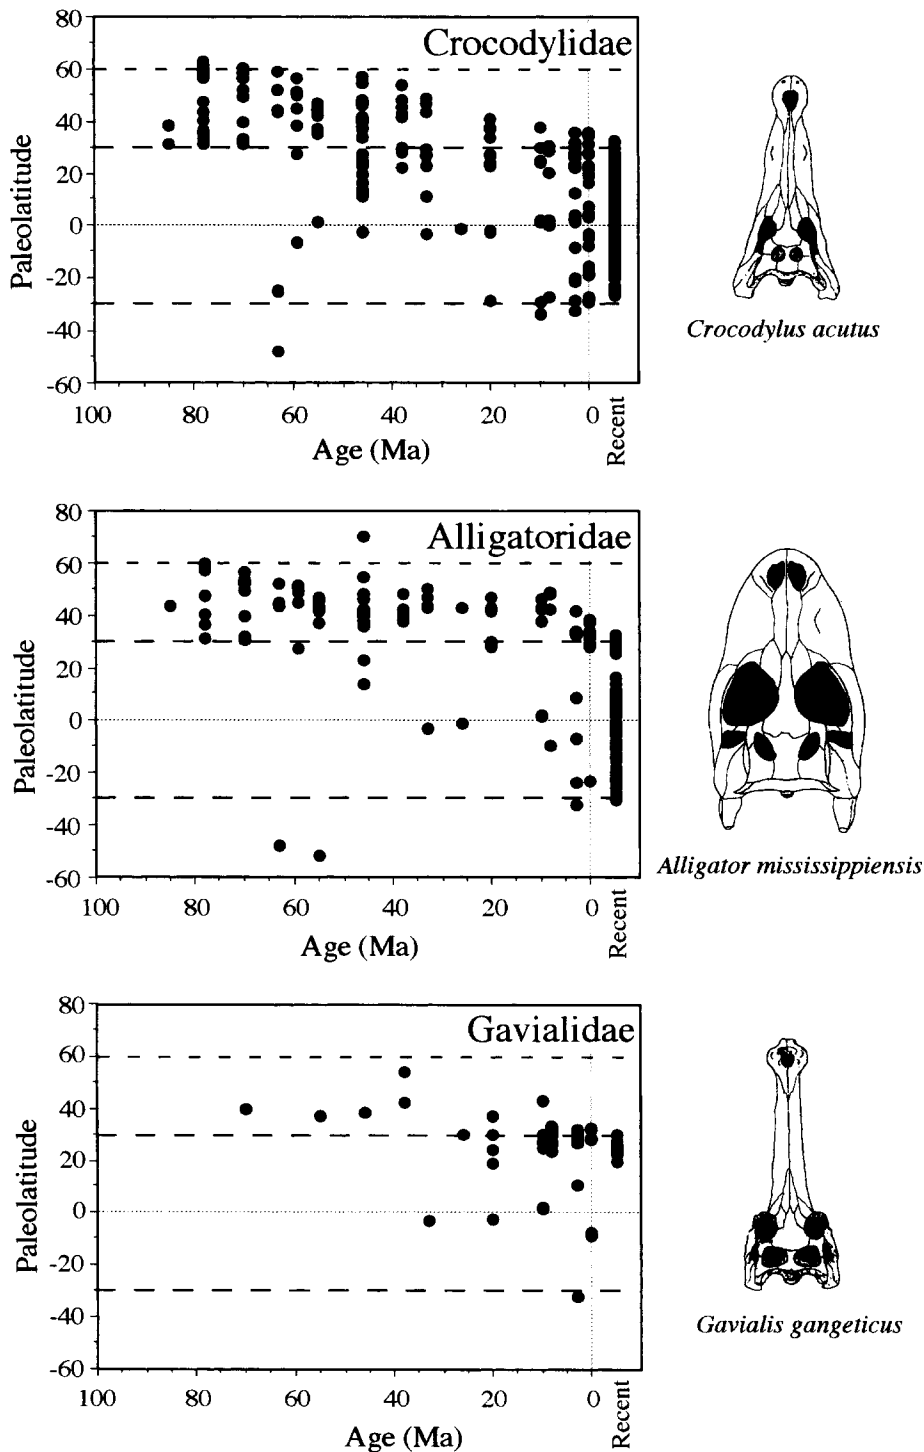 Crocodylidae
80
60
40
20
0
-20
-40
-60
Paleolatitude
100 80 60 40 20 0 Recent
Age (Ma)
Crocodylus acutus
Alligatoridae
80
60
40
20
0
-20
-40
-60
Paleolatitude
100 80 60 40 20 0 Recent
Age (Ma)
Alligator mississippiensis
Gavialidae
80
60
40
20
0
-20
-40
-60
Paleolatitude
100 80 60 40 20 0 Recent
Age (Ma)
Gavialis gangeticus